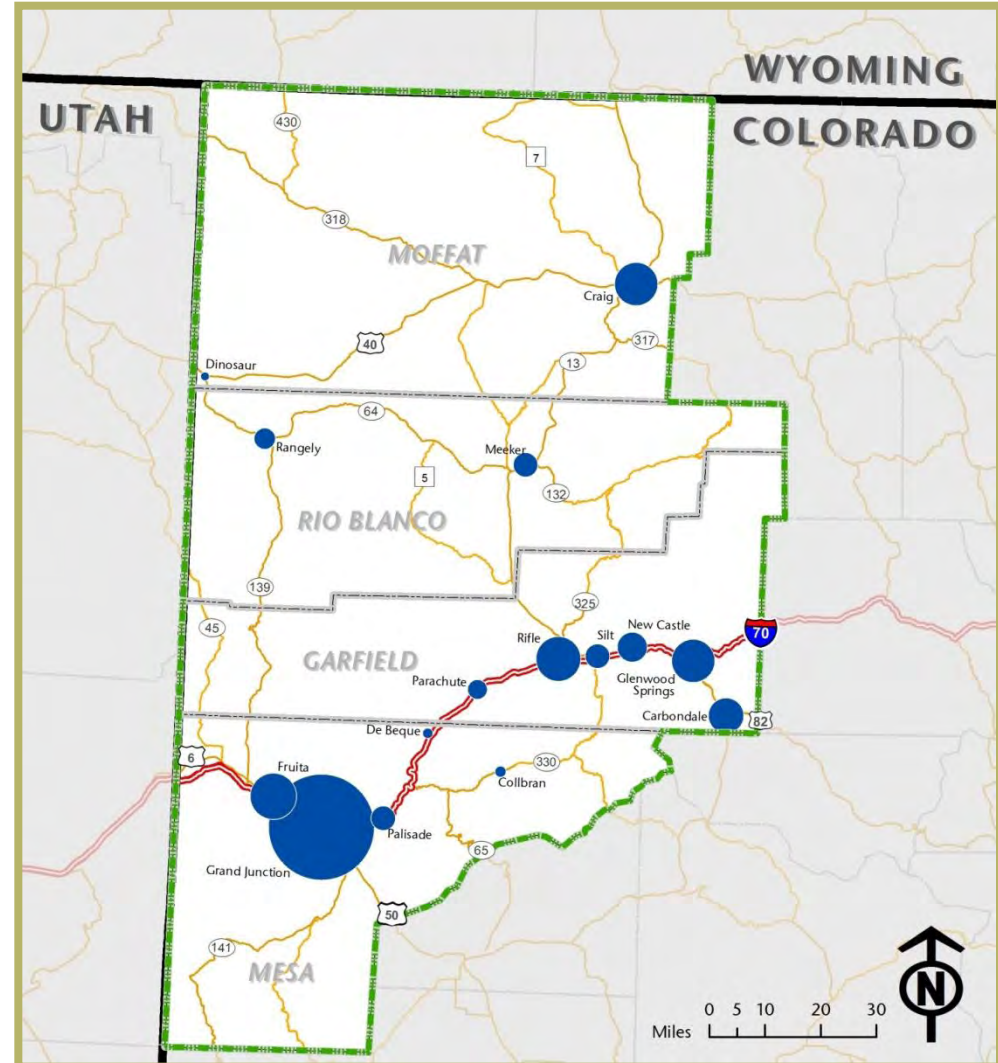 WYOMING
UTAH
COLORADO
430
7
318
MOFFAT
Craig
40
317
13
Dinosaur
64
Rangely
Meeker
5
132
RIO BLANCO
139
325
45
New Castle
70
Rifle
Silt
GARFIELD
Glenwood
Springs
Parachute
Carbondale
82
De Beque
6
Fruita
330
Collbran
Palisade
65
Grand Junction
50
141
MESA
N
0 5 10 20 30
Miles